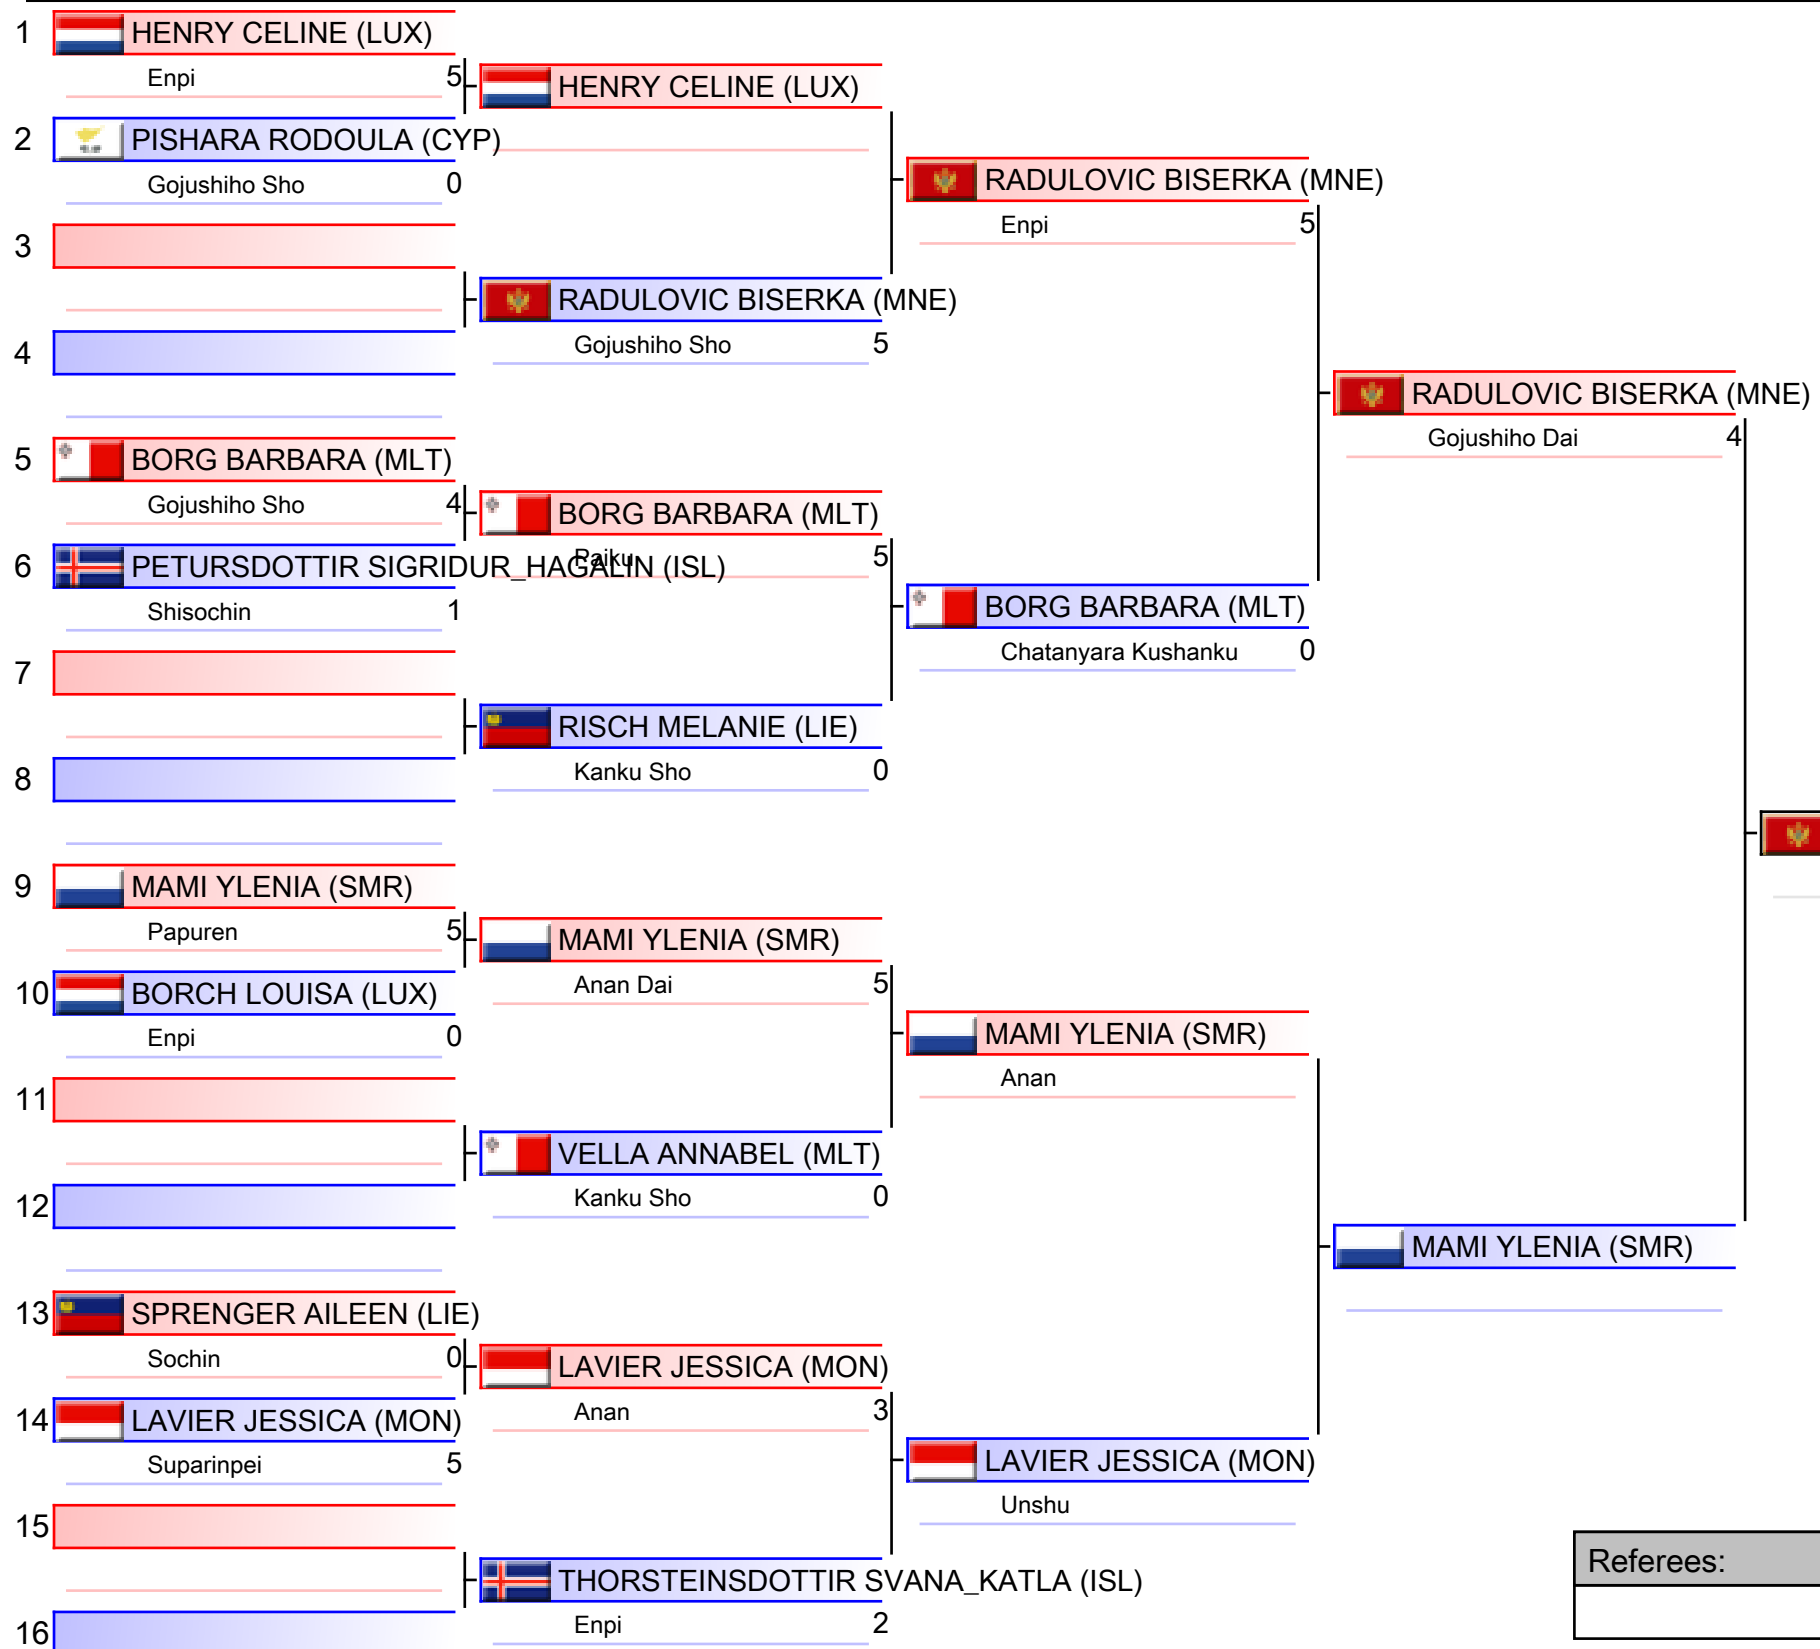 1 HENRY CELINE (LUX)
Enpi 5
HENRY CELINE (LUX)
2 PISHARA RODOULA (CYP)
Gojushiho Sho 0
RADULOVIC BISERKA (MNE)
Enpi 5
3
RADULOVIC BISERKA (MNE)
Gojushiho Sho 5
4
RADULOVIC BISERKA (MNE)
Gojushiho Dai 4
5 BORG BARBARA (MLT)
Gojushiho Sho 4
BORG BARBARA (MLT)
Paiku 5
6 PETURSDOTTIR SIGRIDUR_HAGALIN (ISL)
Shisochin 1
BORG BARBARA (MLT)
Chatanyara Kushanku 0
7
RISCH MELANIE (LIE)
Kanku Sho 0
8
9 MAMI YLENIA (SMR)
Papuren 5
MAMI YLENIA (SMR)
Anan Dai 5
10 BORCH LOUISA (LUX)
Enpi 0
MAMI YLENIA (SMR)
Anan
11
VELLA ANNABEL (MLT)
Kanku Sho 0
12
MAMI YLENIA (SMR)
13 SPRENGER AILEEN (LIE)
Sochin 0
LAVIER JESSICA (MON)
Anan 3
14 LAVIER JESSICA (MON)
Suparinpei 5
LAVIER JESSICA (MON)
Unshu
15
THORSTEINSDOTTIR SVANA_KATLA (ISL)
Enpi 2
16
Referees: